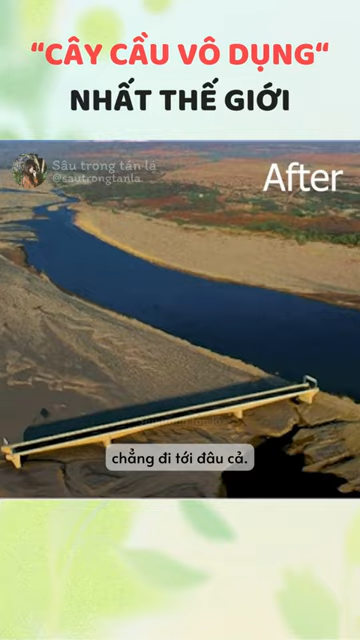 “CÂY CẦU VÔ DỤNG“
NHẤT THẾ GIỚI
Sâu trong tán lá
@sautrongtanla
After
chẳng đi tới đâu cả.